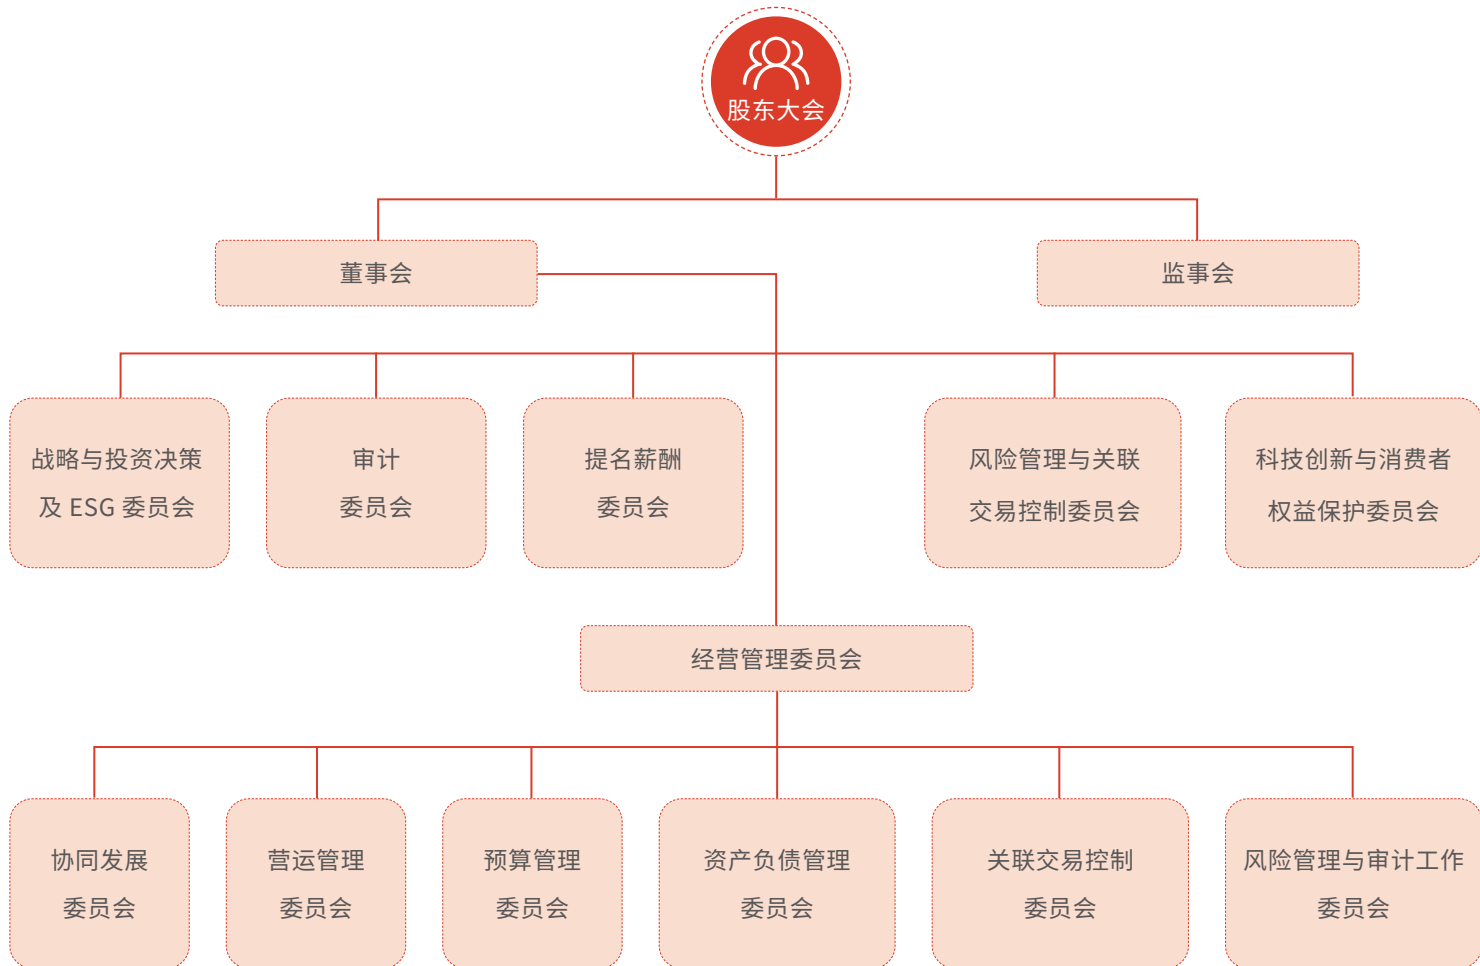 股东大会
董事会
监事会
战略与投资决策
及 ESG 委员会
审计
委员会
提名薪酬
委员会
风险管理与关联
交易控制委员会
科技创新与消费者
权益保护委员会
经营管理委员会
协同发展
委员会
营运管理
委员会
预算管理
委员会
资产负债管理
委员会
关联交易控制
委员会
风险管理与审计工作
委员会